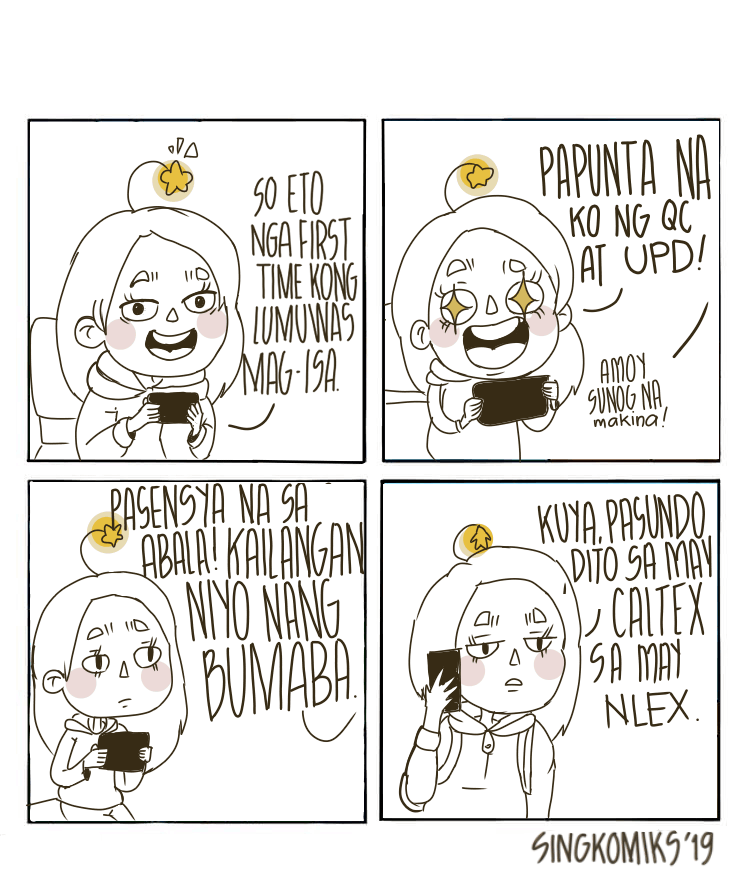 SO ETO
NGA FIRST
TIME KONG
LUMUWAS
MAG-ISA.
PAPUNTA NA
KO NG QC
AT UPD!
AMOY
SUNOG NA
makina!
PASENSYA NA SA
ABALA! KAILANGAN
NIYO NANG
BUMABA.
KUYA, PASUNDO
DITO SA MAY
CALTEX
SA MAY
NLEX.
SINGKOMIKS'19